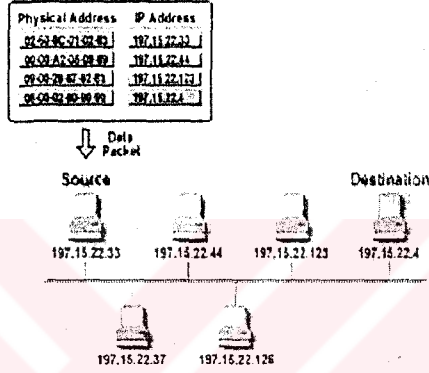 Physical Address IP Address
197.15.22.33
197.15.22.44
197.15.22.123
197.15.22.4
Data
Packet
Source Destination
197.15.22.33 197.15.22.44 197.15.22.123 197.15.22.4
197.15.22.37 197.15.22.126